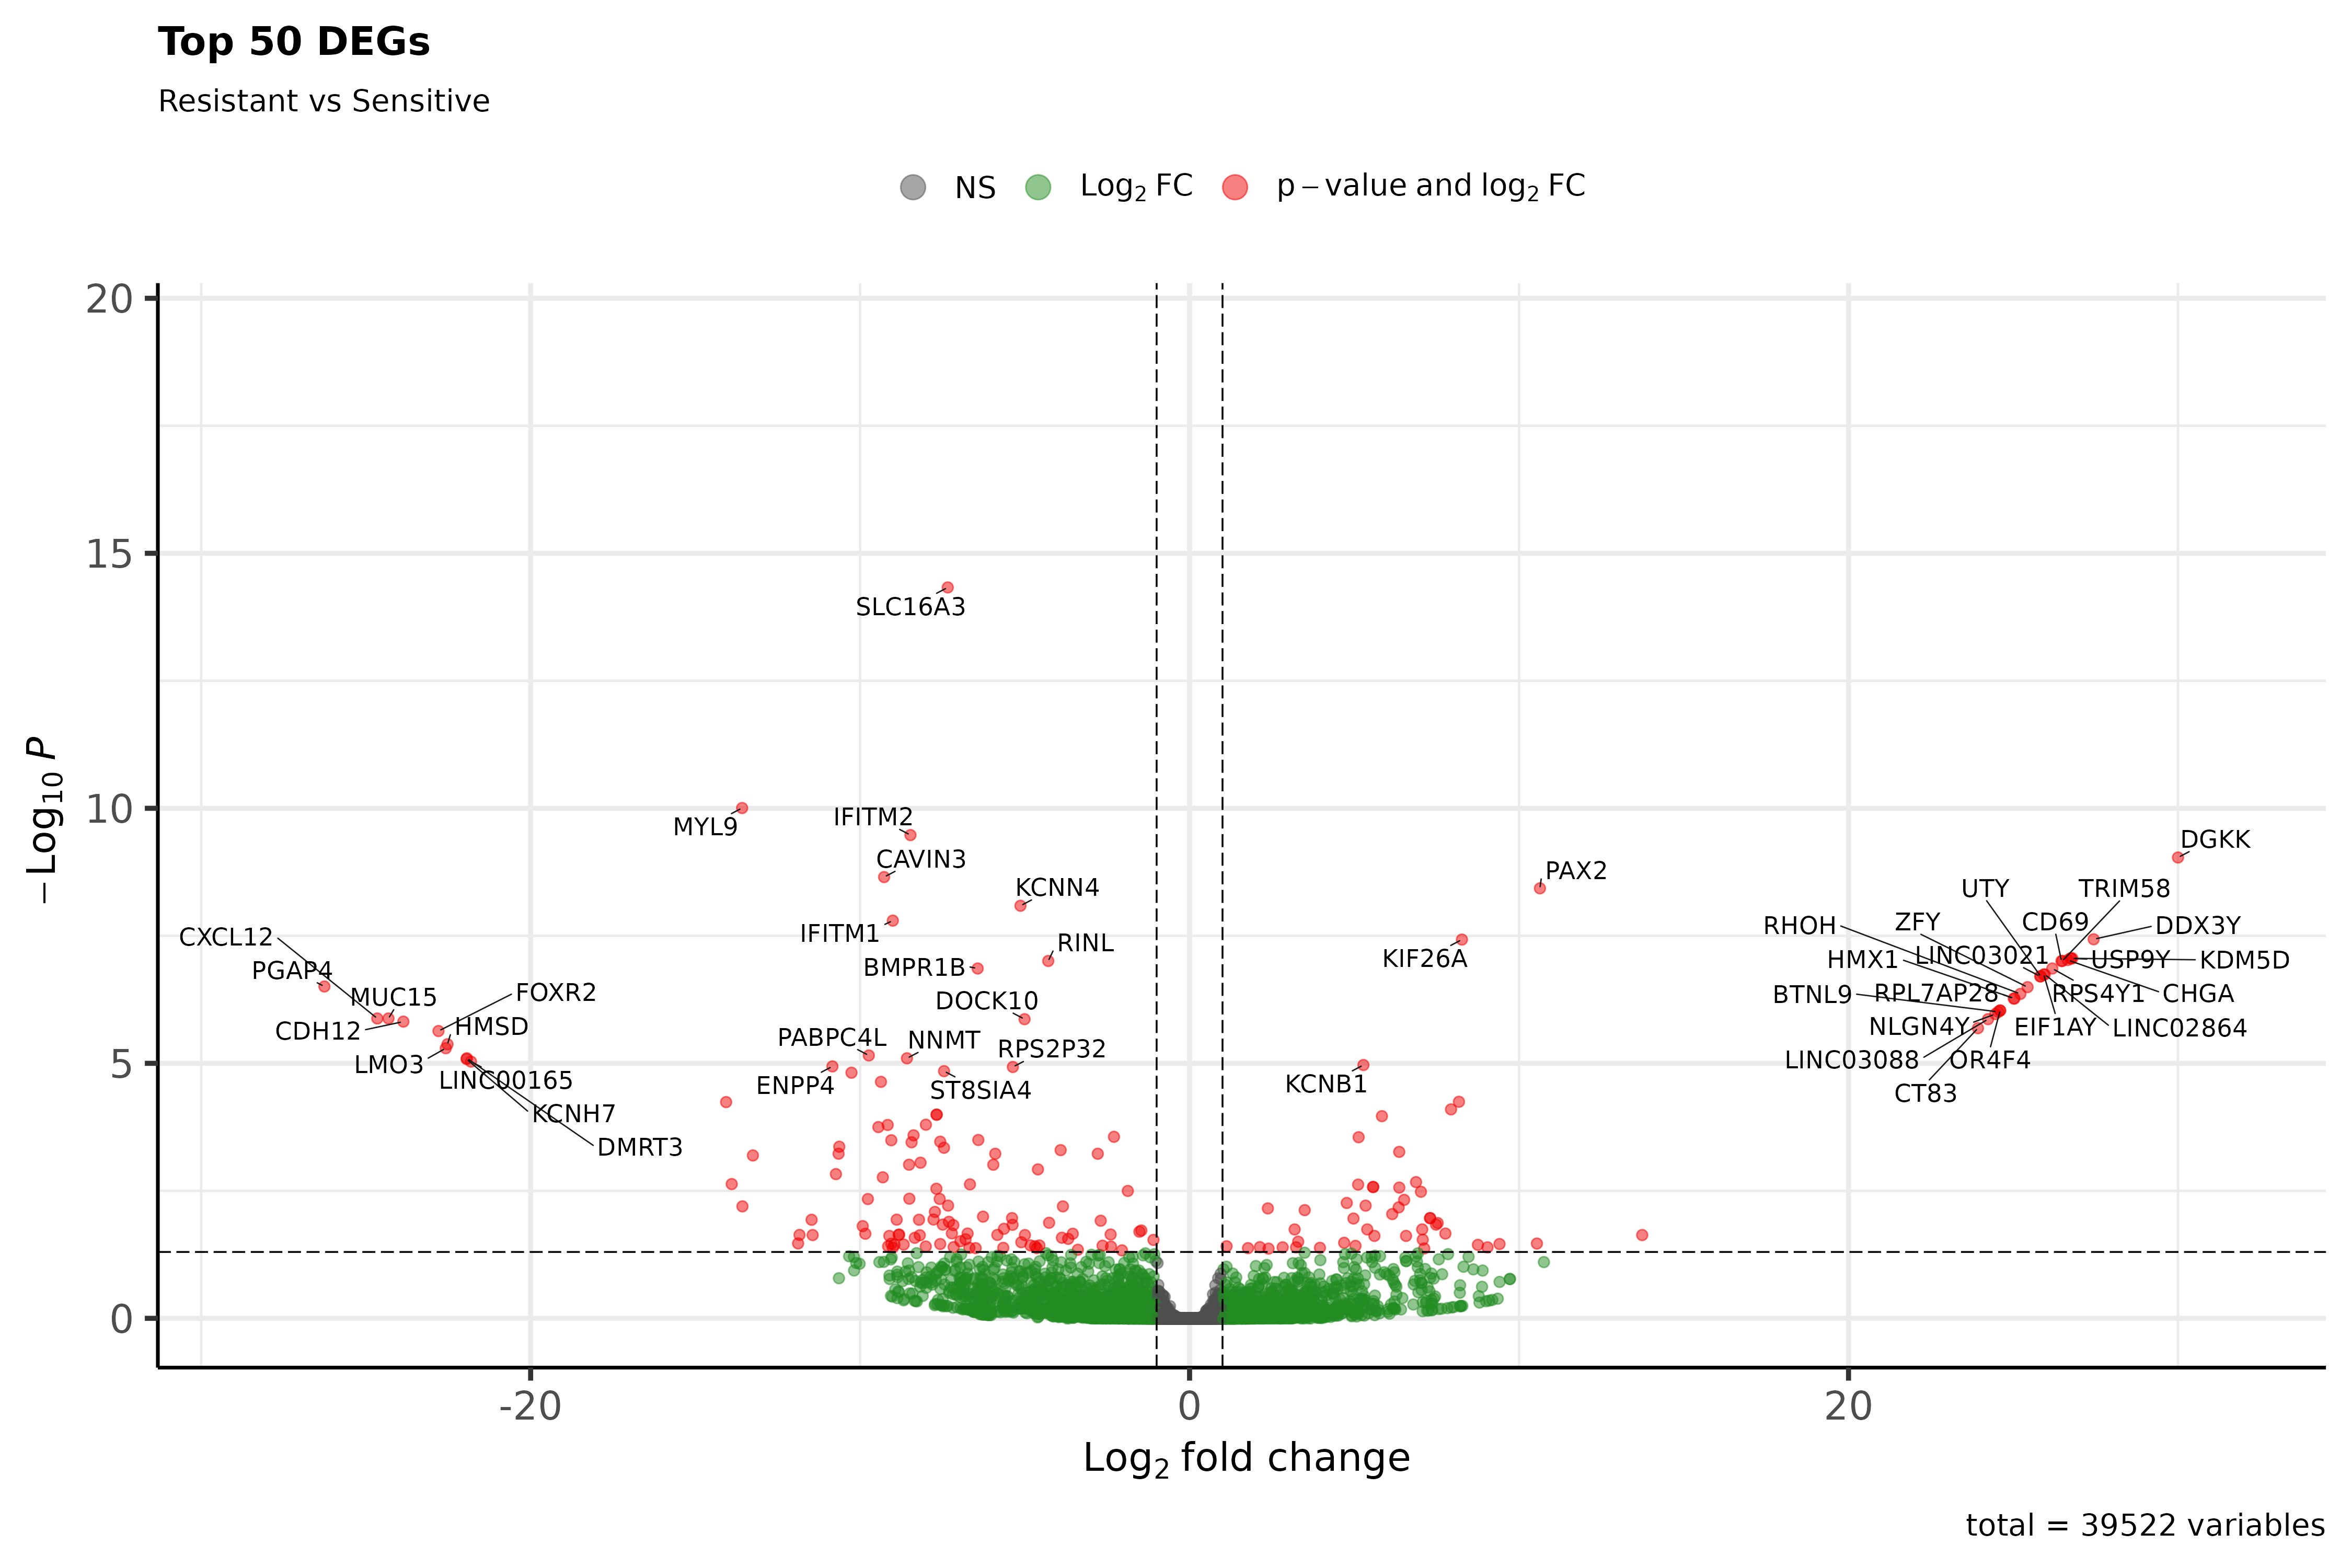 Top 50 DEGs
Resistant vs Sensitive
NS Log2 FC p − value and log2 FC
20
15
10
5
0
−Log10 P
SLC16A3
MYL9
IFITM2
CAVIN3
KCNN4
IFITM1
RINL
BMPR1B
DOCK10
CXCL12
PGAP4
MUC15
FOXR2
CDH12
HMSD
LMO3
LINC00165
KCNH7
DMRT3
PABPC4L
NNMT
RPS2P32
ENPP4
ST8SIA4
KCNB1
KIF26A
PAX2
DGKK
UTY
TRIM58
RHOH
ZFY
CD69
DDX3Y
HMX1
LINC03021
USP9Y
KDM5D
BTNL9
RPL7AP28
RPS4Y1
CHGA
NLGN4Y
EIF1AY
LINC02864
LINC03088
OR4F4
CT83
-20 0 20
Log2 fold change
total = 39522 variables